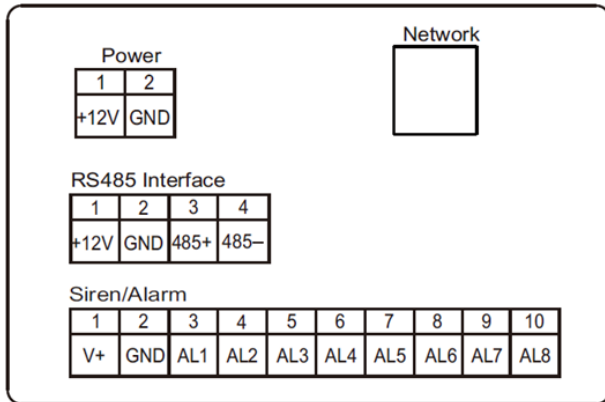 Network
Power
1 2
+12V GND
RS485 Interface
1 2 3 4
+12V GND 485+ 485–
Siren/Alarm
1 2 3 4 5 6 7 8 9 10
V+ GND AL1 AL2 AL3 AL4 AL5 AL6 AL7 AL8